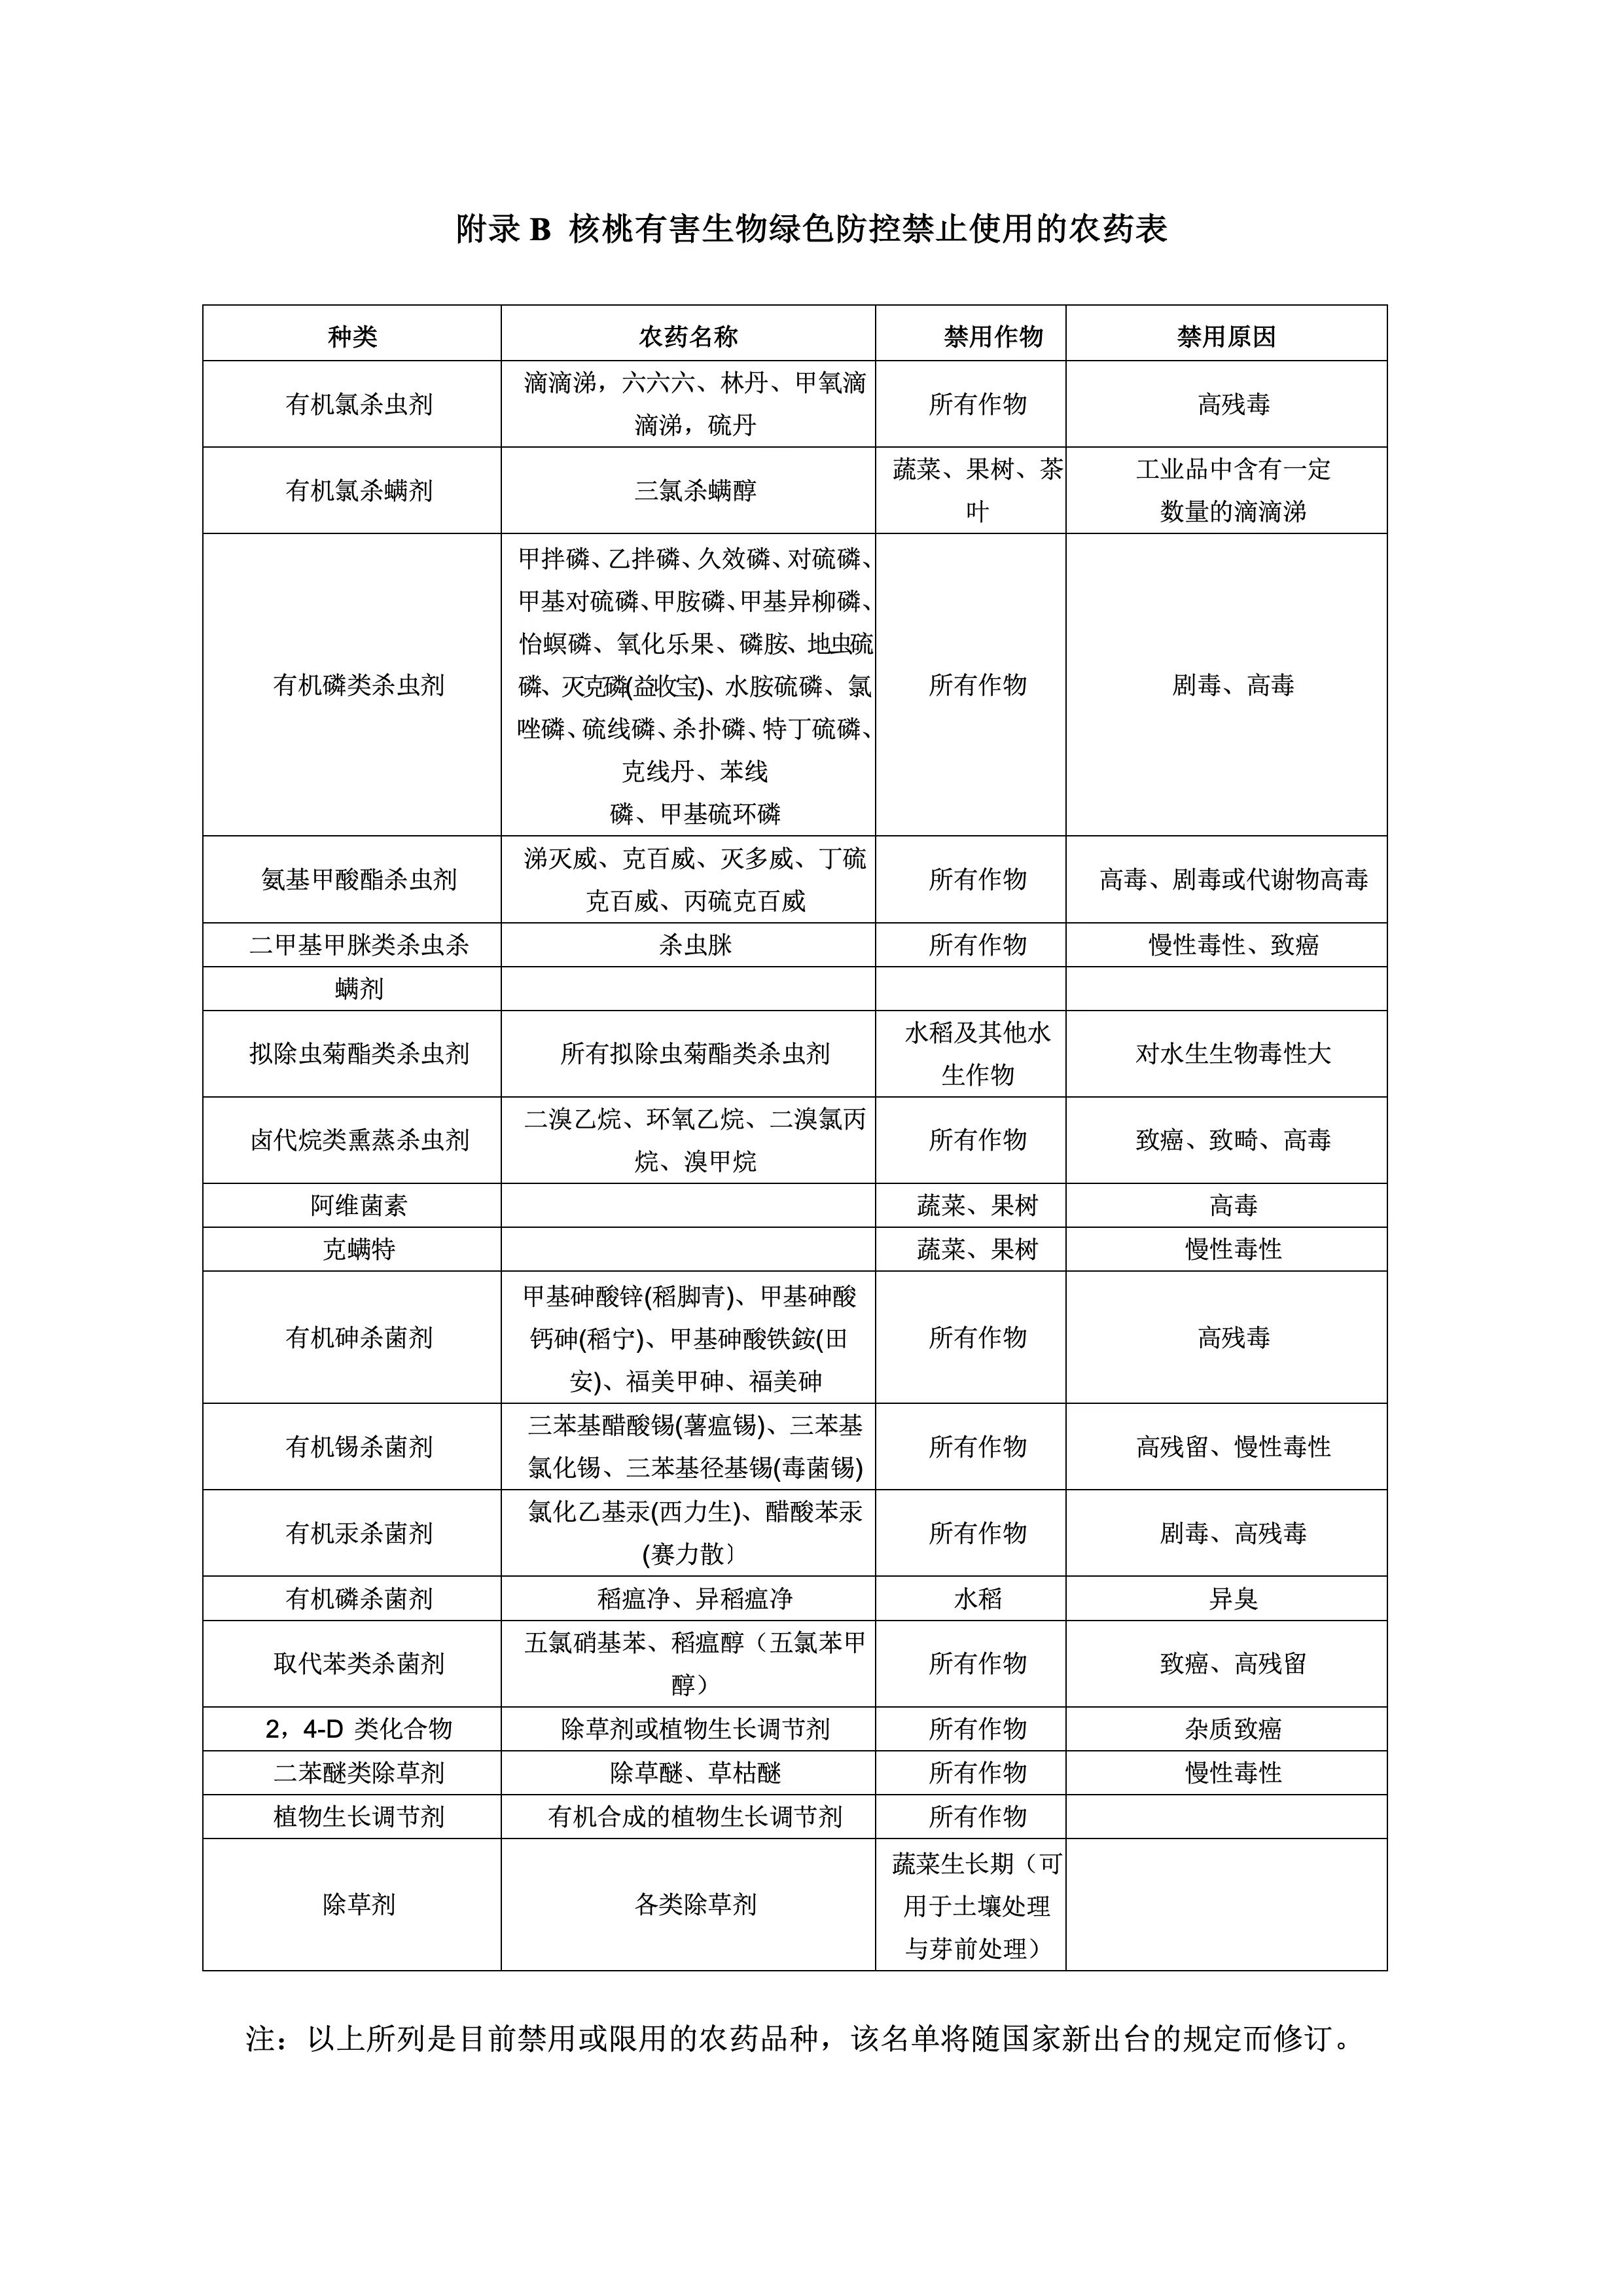 附录 B 核桃有害生物绿色防控禁止使用的农药表
种类 农药名称 禁用作物 禁用原因
有机氯杀虫剂
滴滴涕，六六六、林丹、甲氧滴
滴涕，硫丹
所有作物
高残毒
有机氯杀螨剂
三氯杀螨醇
蔬菜、果树、茶
叶
工业品中含有一定
数量的滴滴涕
有机磷类杀虫剂
甲拌磷、乙拌磷、久效磷、对硫磷、
甲基对硫磷、甲胺磷、甲基异柳磷、
怡螟磷、氧化乐果、磷胺、地虫硫
磷、灭克磷(益收宝)、水胺硫磷、氯
唑磷、硫线磷、杀扑磷、特丁硫磷、
克线丹、苯线
磷、甲基硫环磷
所有作物
剧毒、高毒
氨基甲酸酯杀虫剂
涕灭威、克百威、灭多威、丁硫
克百威、丙硫克百威
所有作物
高毒、剧毒或代谢物高毒
二甲基甲脒类杀虫杀 杀虫脒 所有作物 慢性毒性、致癌
螨剂
拟除虫菊酯类杀虫剂
所有拟除虫菊酯类杀虫剂
水稻及其他水
生作物
对水生生物毒性大
卤代烷类熏蒸杀虫剂
二溴乙烷、环氧乙烷、二溴氯丙
烷、溴甲烷
所有作物
致癌、致畸、高毒
阿维菌素 蔬菜、果树 高毒
克螨特 蔬菜、果树 慢性毒性
有机砷杀菌剂
甲基砷酸锌(稻脚青)、甲基砷酸
钙砷(稻宁)、甲基砷酸铁銨(田
安)、福美甲砷、福美砷
所有作物
高残毒
有机锡杀菌剂
三苯基醋酸锡(薯瘟锡)、三苯基
氯化锡、三苯基径基锡(毒菌锡)
所有作物
高残留、慢性毒性
有机汞杀菌剂
氯化乙基汞(西力生)、醋酸苯汞
(赛力散〕
所有作物
剧毒、高残毒
有机磷杀菌剂 稻瘟净、异稻瘟净 水稻 异臭
取代苯类杀菌剂
五氯硝基苯、稻瘟醇（五氯苯甲
醇）
所有作物
致癌、高残留
2，4-D 类化合物 除草剂或植物生长调节剂 所有作物 杂质致癌
二苯醚类除草剂 除草醚、草枯醚 所有作物 慢性毒性
植物生长调节剂 有机合成的植物生长调节剂 所有作物
除草剂
各类除草剂
蔬菜生长期（可
用于土壤处理
与芽前处理）
注：以上所列是目前禁用或限用的农药品种，该名单将随国家新出台的规定而修订。